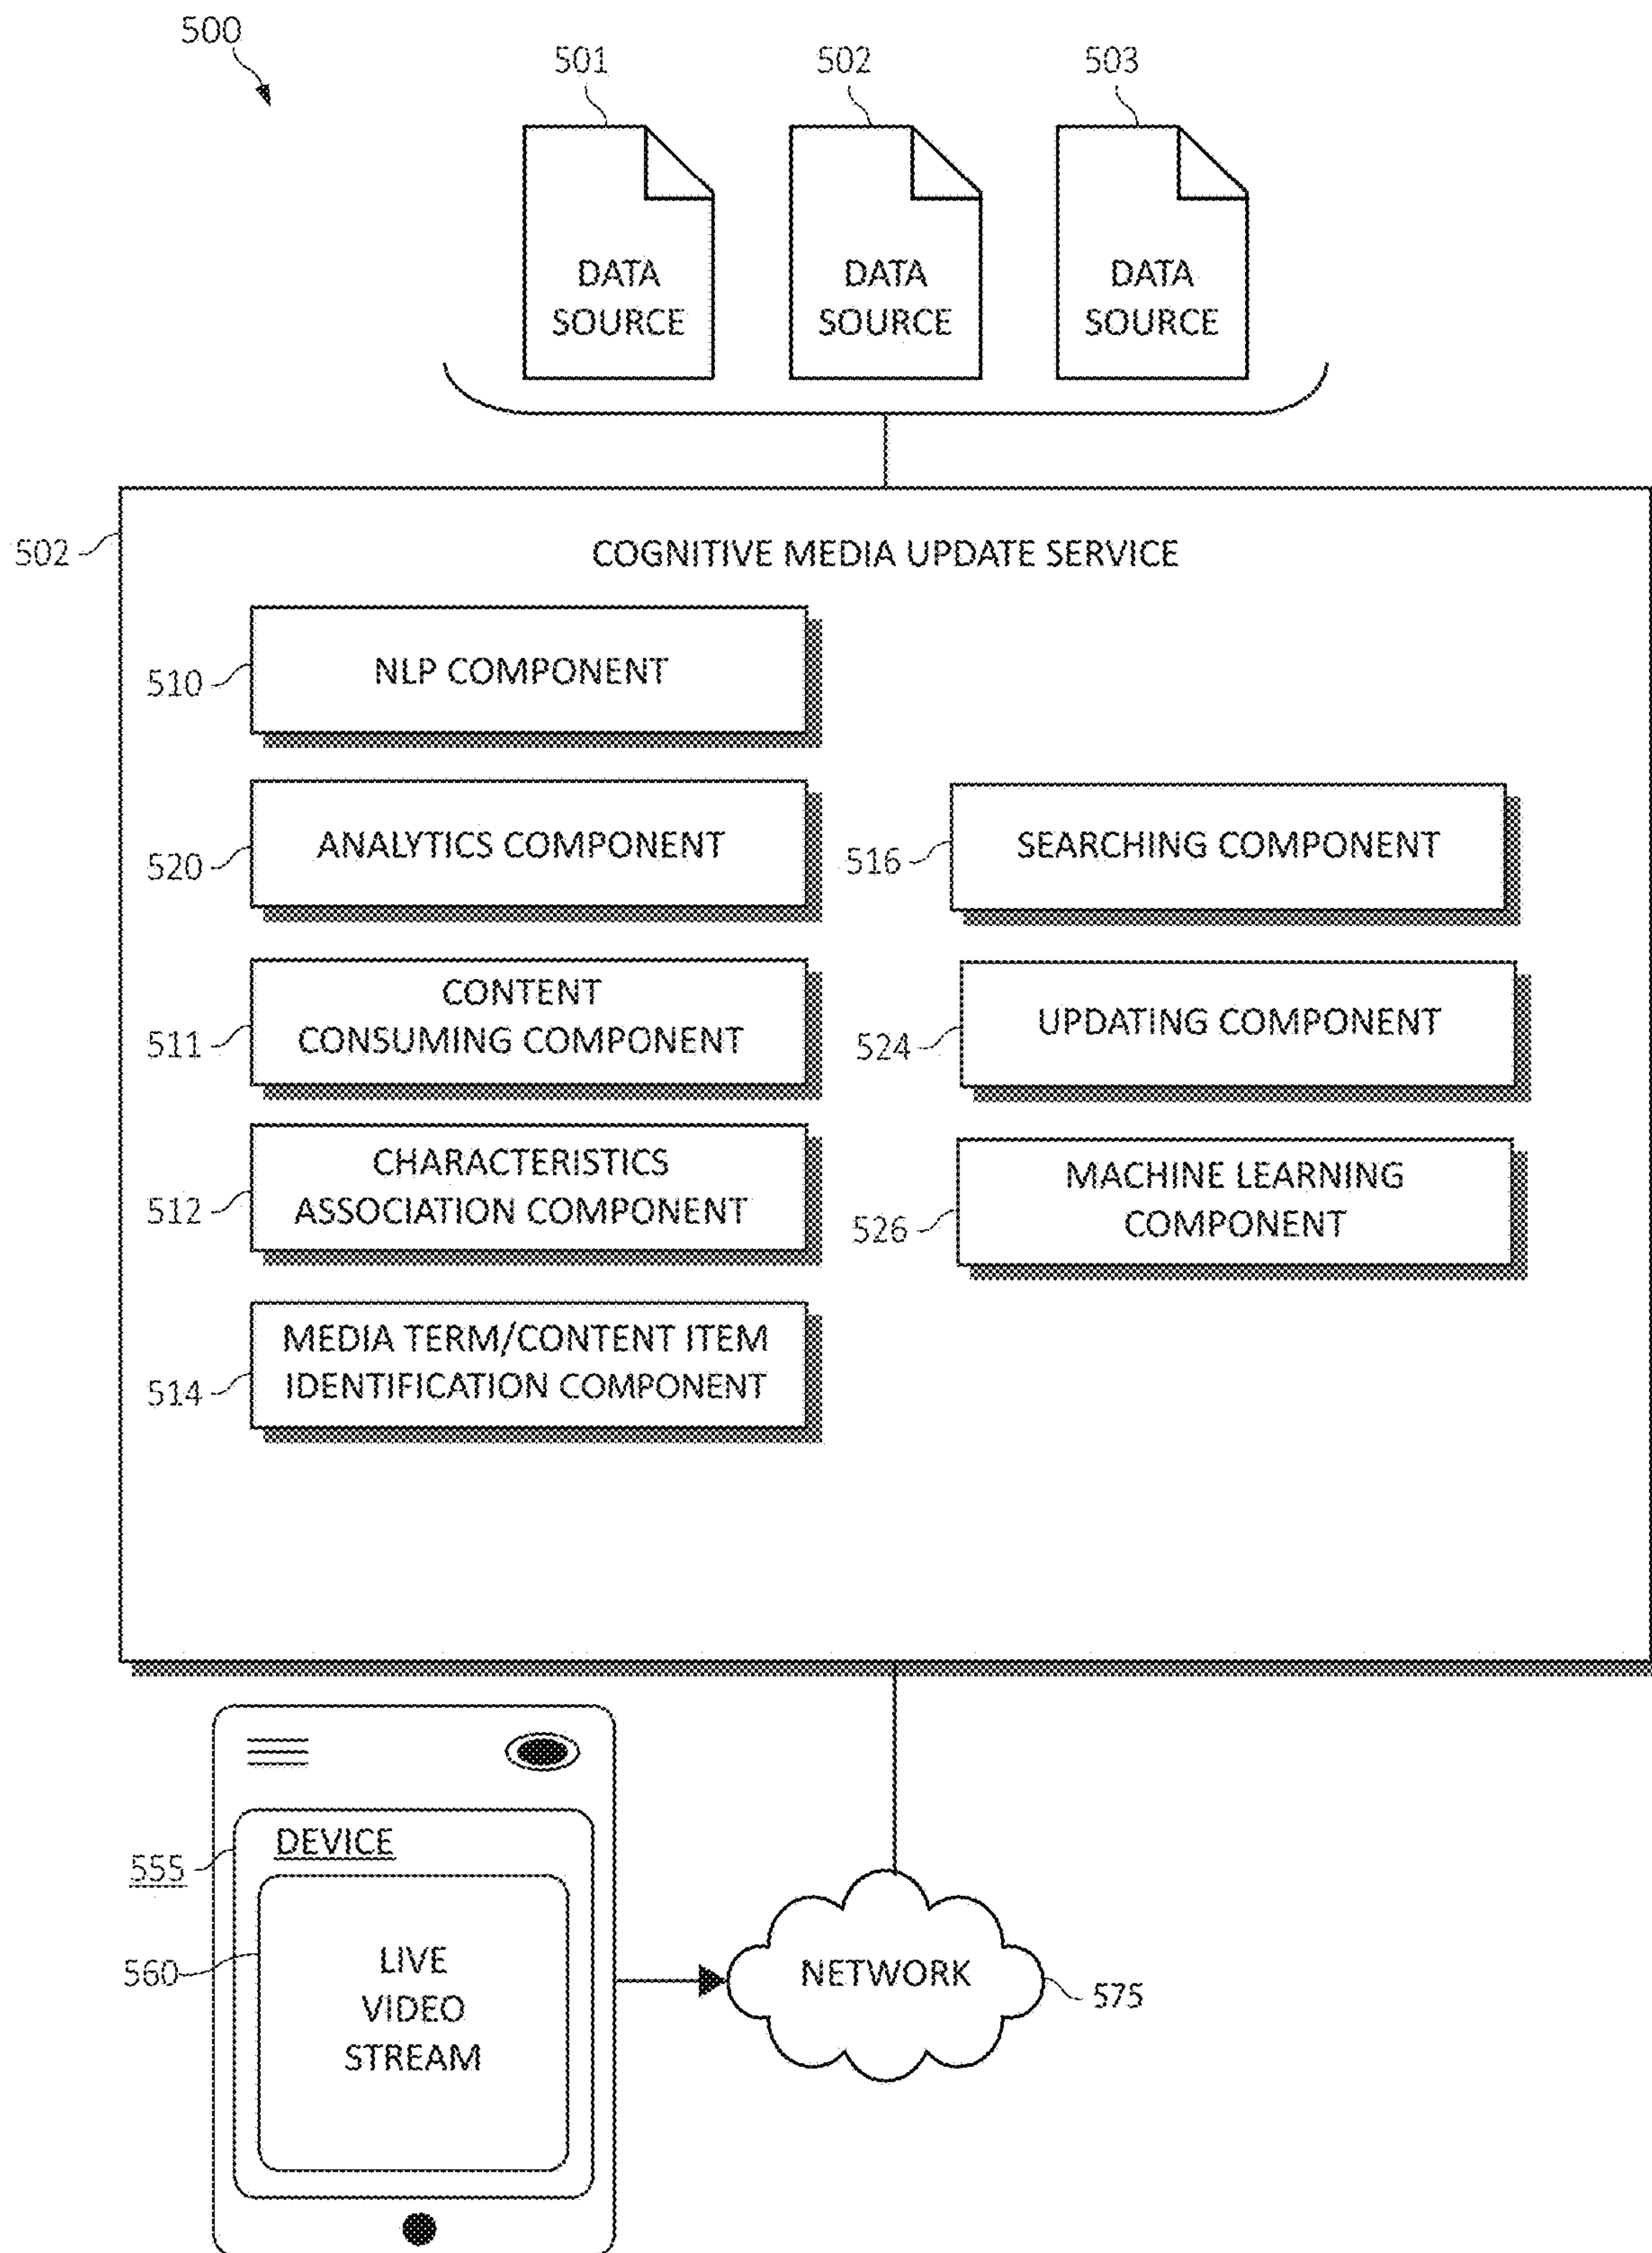 500
501
502
503
DATA
SOURCE
DATA
SOURCE
DATA
SOURCE
502
COGNITIVE MEDIA UPDATE SERVICE
510
NLP COMPONENT
520
ANALYTICS COMPONENT
516
SEARCHING COMPONENT
511
CONTENT
CONSUMING COMPONENT
524
UPDATING COMPONENT
512
CHARACTERISTICS
ASSOCIATION COMPONENT
526
MACHINE LEARNING
COMPONENT
514
MEDIA TERM/CONTENT ITEM
IDENTIFICATION COMPONENT
555
DEVICE
560
LIVE
VIDEO
STREAM
NETWORK
575